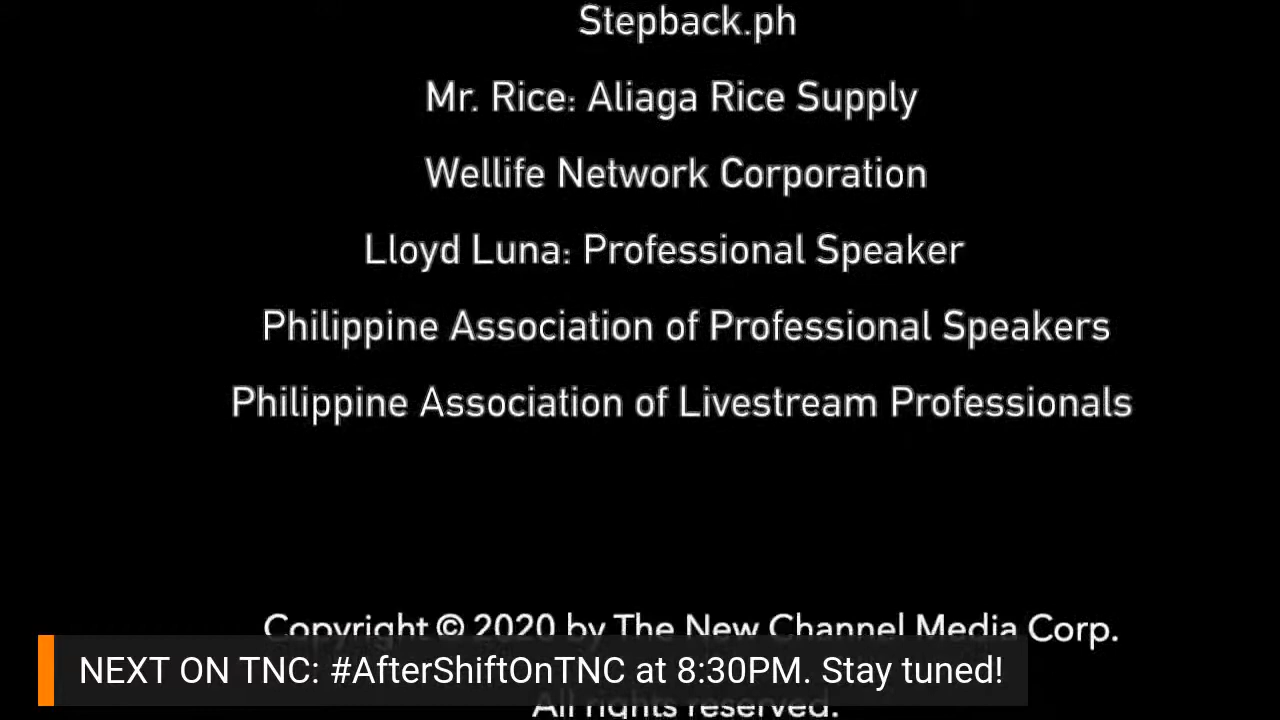 Stepback.ph
Mr. Rice: Aliaga Rice Supply
Wellife Network Corporation
Lloyd Luna: Professional Speaker
Philippine Association of Professional Speakers
Philippine Association of Livestream Professionals
Copyright © 2020 by The New Channel Media Corp.
NEXT ON TNC: #AfterShiftOnTNC at 8:30PM. Stay tuned!
All rights reserved.